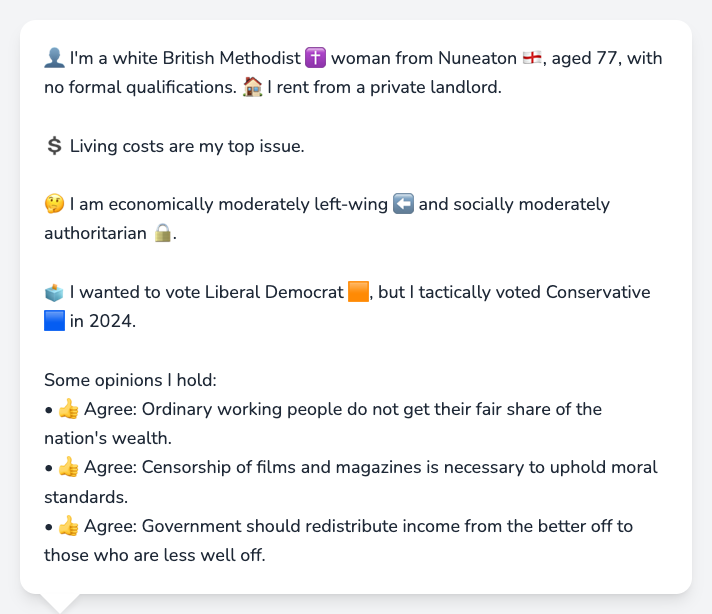 👤 I'm a white British Methodist ✝️ woman from Nuneaton 🏴󠁧󠁢󠁥󠁮󠁧󠁿, aged 77, with
no formal qualifications. 🏠 I rent from a private landlord.
💲 Living costs are my top issue.
🤔 I am economically moderately left-wing ⬅️ and socially moderately
authoritarian 🔒.
🗳️ I wanted to vote Liberal Democrat 🟧, but I tactically voted Conservative
🟦 in 2024.
Some opinions I hold:
• 👍 Agree: Ordinary working people do not get their fair share of the
nation's wealth.
• 👍 Agree: Censorship of films and magazines is necessary to uphold moral
standards.
• 👍 Agree: Government should redistribute income from the better off to
those who are less well off.